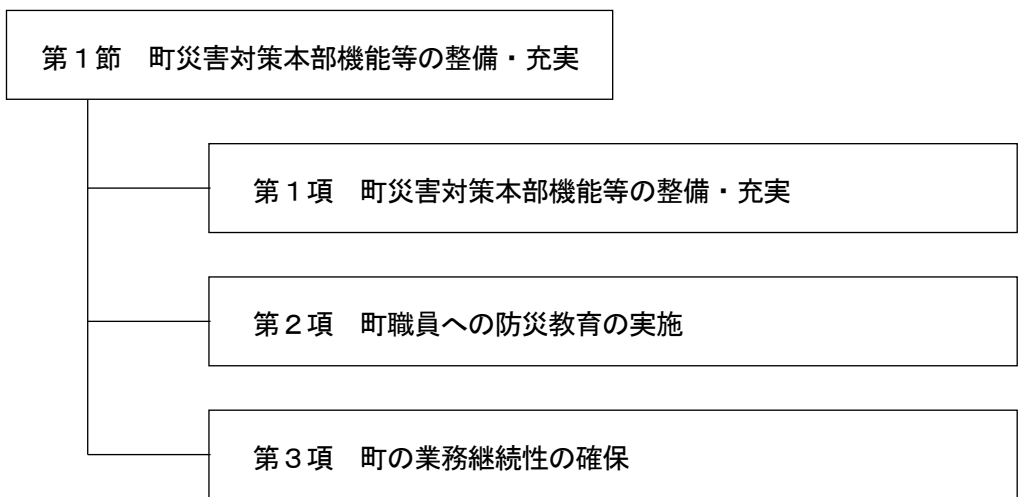 第１節　町災害対策本部機能等の整備・充実
第１項　町災害対策本部機能等の整備・充実
第２項　町職員への防災教育の実施
第３項　町の業務継続性の確保